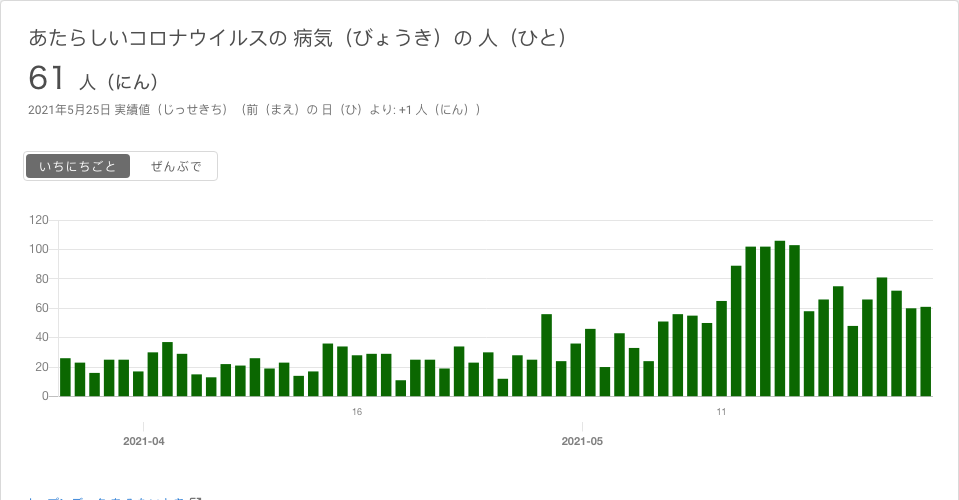 あたらしいコロナウイルスの 病気（びょうき）の 人（ひと）
61 人（にん）
2021年5月25日 実績値（じっせきち）（前（まえ）の 日（ひ）より: +1 人（にん））
いちにちごと ぜんぶで
120
100
80
60
40
20
0
16 11
2021-04 2021-05